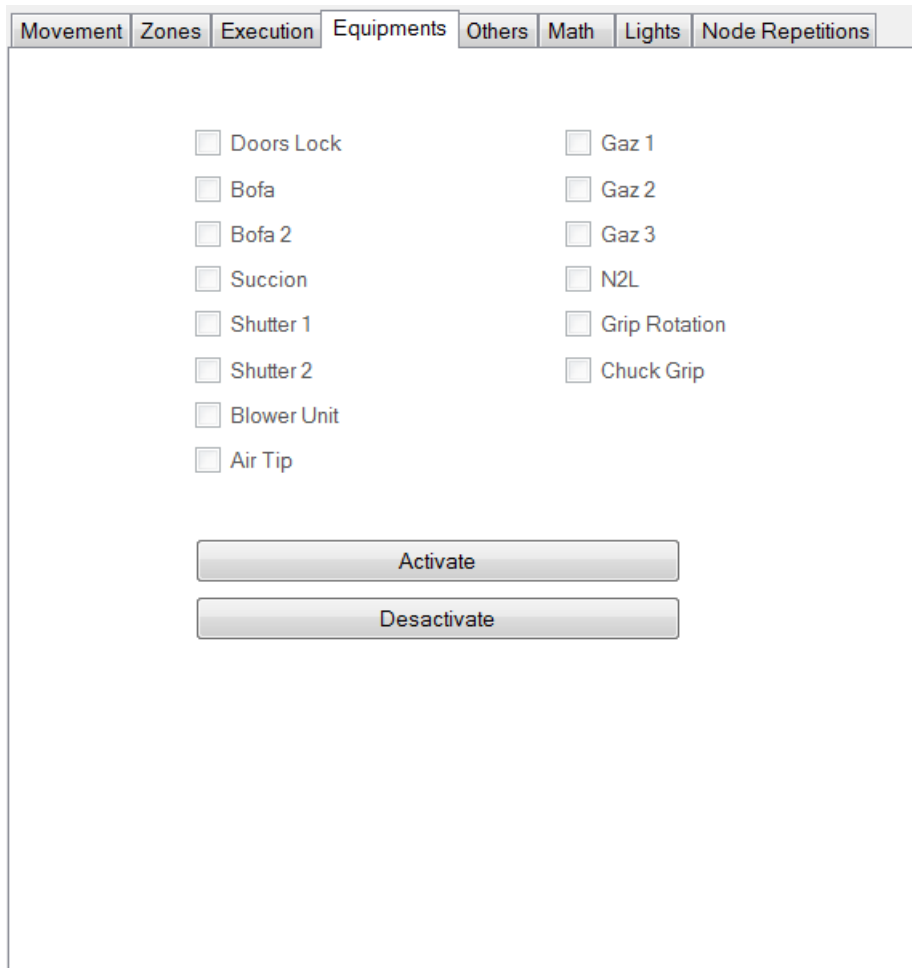 Movement Zones Execution Equipments Others Math Lights Node Repetitions
Doors Lock
Bofa
Bofa 2
Succion
Shutter 1
Shutter 2
Blower Unit
Air Tip
Gaz 1
Gaz 2
Gaz 3
N2L
Grip Rotation
Chuck Grip
Activate
Desactivate